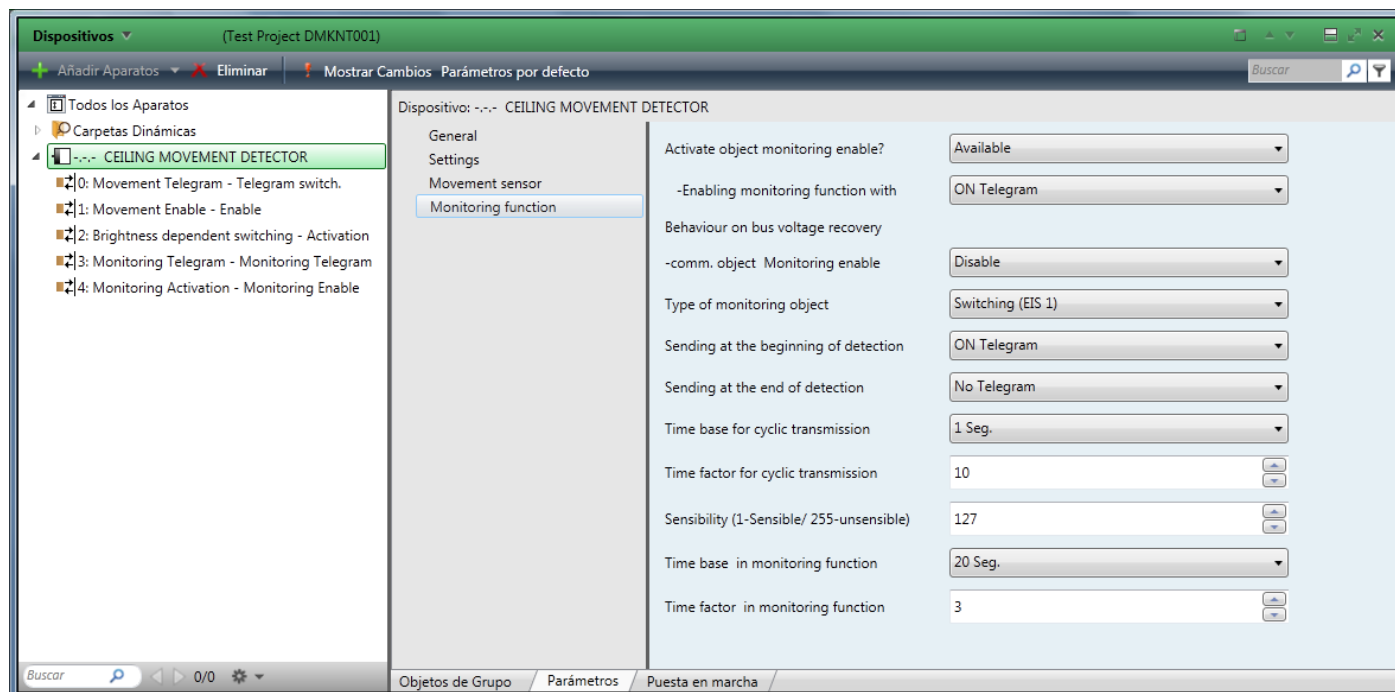 Dispositivos (Test Project DMKNT001)
Añadir Aparatos Eliminar Mostrar Cambios Parámetros por defecto Buscar
Todos los Aparatos
Carpetas Dinámicas
-.-.- CEILING MOVEMENT DETECTOR
0: Movement Telegram - Telegram switch.
1: Movement Enable - Enable
2: Brightness dependent switching - Activation
3: Monitoring Telegram - Monitoring Telegram
4: Monitoring Activation - Monitoring Enable
Buscar 0/0
Dispositivo: -.-.- CEILING MOVEMENT DETECTOR
General
Settings
Movement sensor
Monitoring function
Activate object monitoring enable? Available
-Enabling monitoring function with ON Telegram
Behaviour on bus voltage recovery
-comm. object Monitoring enable Disable
Type of monitoring object Switching (EIS 1)
Sending at the beginning of detection ON Telegram
Sending at the end of detection No Telegram
Time base for cyclic transmission 1 Seg.
Time factor for cyclic transmission 10
Sensibility (1-Sensible/ 255-unsensible) 127
Time base in monitoring function 20 Seg.
Time factor in monitoring function 3
Objetos de Grupo Parámetros Puesta en marcha